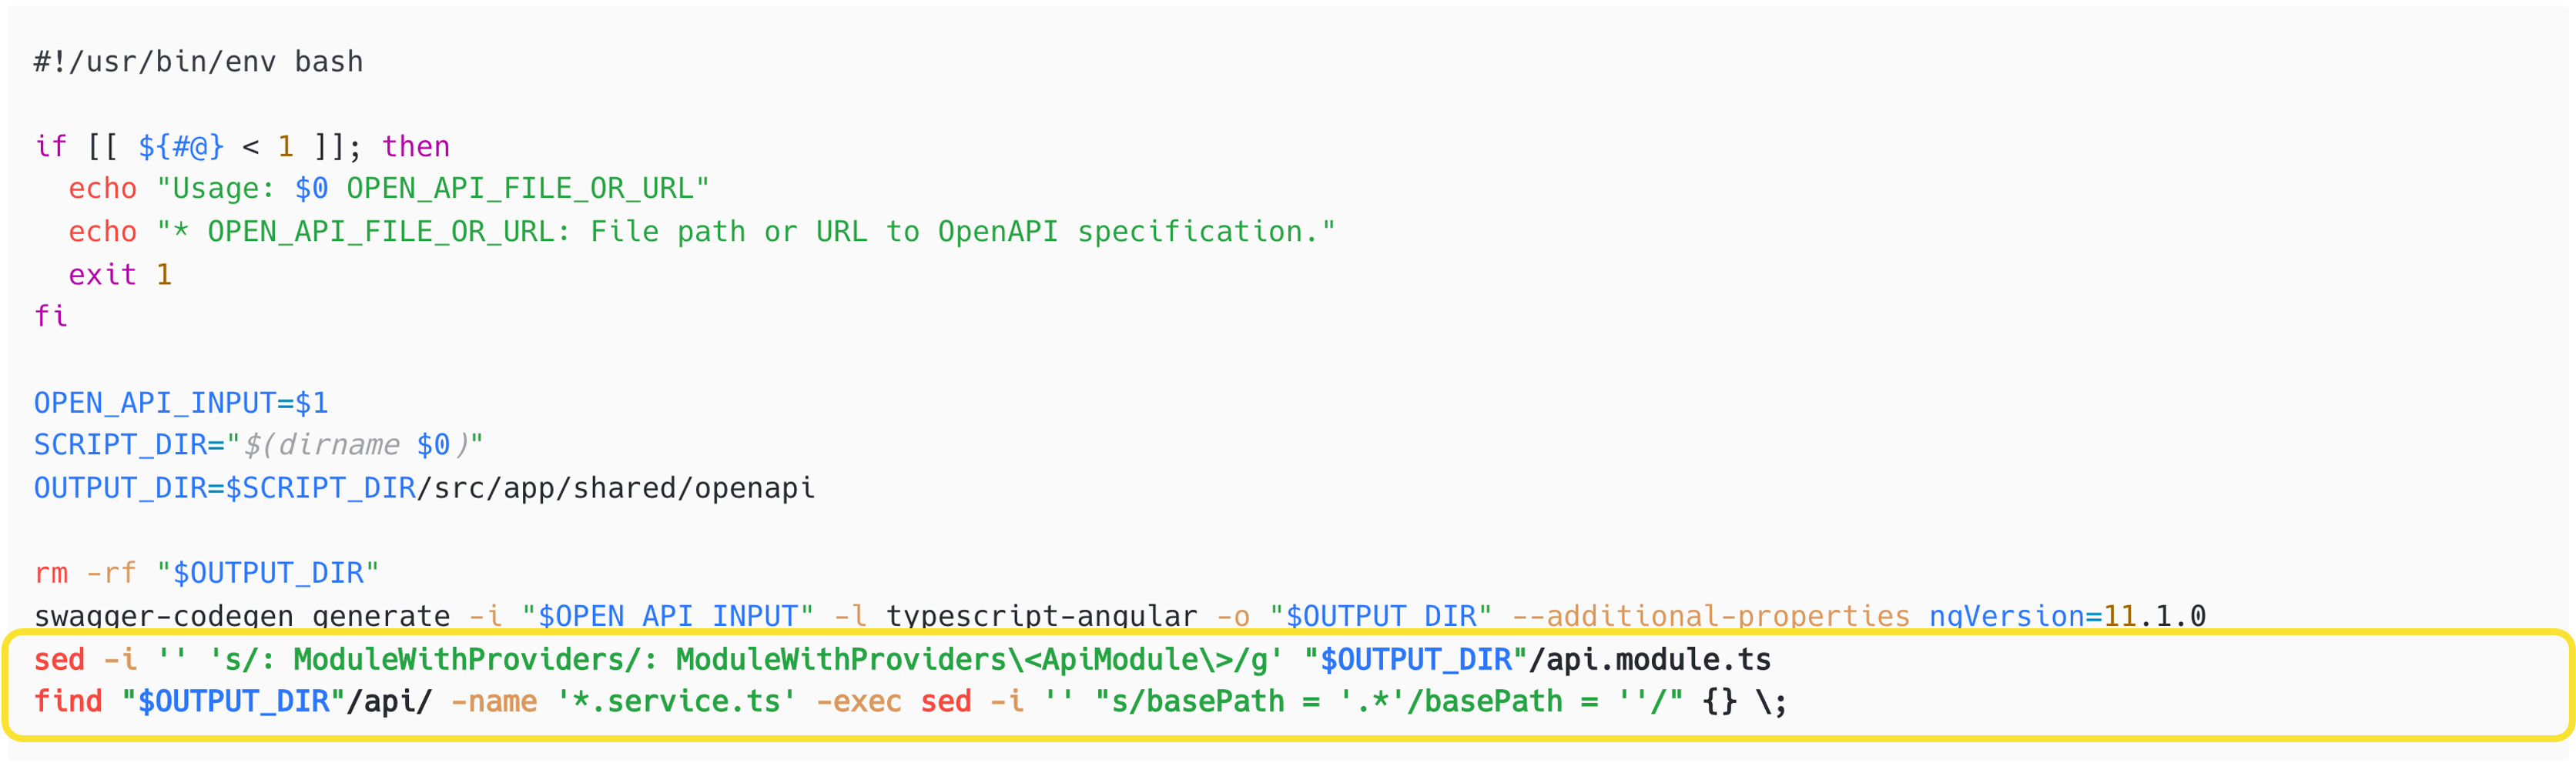 #!/usr/bin/env bash
if [[ ${#@} < 1 ]]; then
echo "Usage: $0 OPEN_API_FILE_OR_URL"
echo "* OPEN_API_FILE_OR_URL: File path or URL to OpenAPI specification."
exit 1
fi
OPEN_API_INPUT=$1
SCRIPT_DIR="$(dirname $0)"
OUTPUT_DIR=$SCRIPT_DIR/src/app/shared/openapi
rm -rf "$OUTPUT_DIR"
swagger-codegen generate -i "$OPEN_API_INPUT" -l typescript-angular -o "$OUTPUT_DIR" --additional-properties ngVersion=11.1.0
sed -i '' 's/: ModuleWithProviders/: ModuleWithProviders\<ApiModule\>/g' "$OUTPUT_DIR"/api.module.ts
find "$OUTPUT_DIR"/api/ -name '*.service.ts' -exec sed -i '' "s/basePath = '.*'/basePath = ''/" {} \;